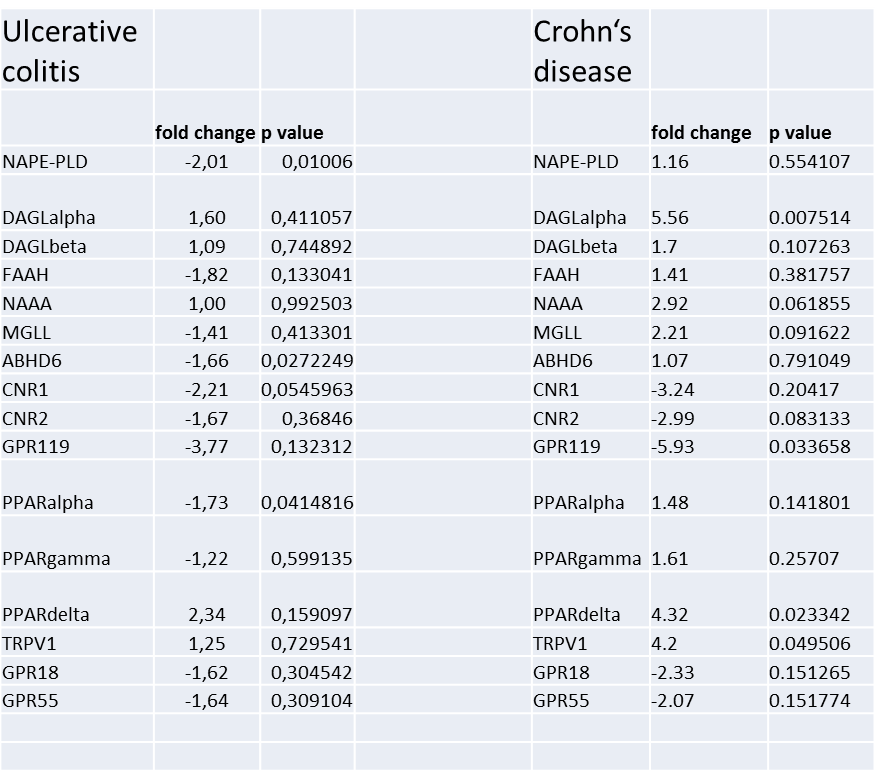 Ulcerative colitis Crohn‘s disease
fold change p value fold change p value
NAPE-PLD -2,01 0,01006 NAPE-PLD 1.16 0.554107
DAGLalpha 1,60 0,411057 DAGLalpha 5.56 0.007514
DAGLbeta 1,09 0,744892 DAGLbeta 1.7 0.107263
FAAH -1,82 0,133041 FAAH 1.41 0.381757
NAAA 1,00 0,992503 NAAA 2.92 0.061855
MGLL -1,41 0,413301 MGLL 2.21 0.091622
ABHD6 -1,66 0,0272249 ABHD6 1.07 0.791049
CNR1 -2,21 0,0545963 CNR1 -3.24 0.20417
CNR2 -1,67 0,36846 CNR2 -2.99 0.083133
GPR119 -3,77 0,132312 GPR119 -5.93 0.033658
PPARalpha -1,73 0,0414816 PPARalpha 1.48 0.141801
PPARgamma -1,22 0,599135 PPARgamma 1.61 0.25707
PPARdelta 2,34 0,159097 PPARdelta 4.32 0.023342
TRPV1 1,25 0,729541 TRPV1 4.2 0.049506
GPR18 -1,62 0,304542 GPR18 -2.33 0.151265
GPR55 -1,64 0,309104 GPR55 -2.07 0.151774